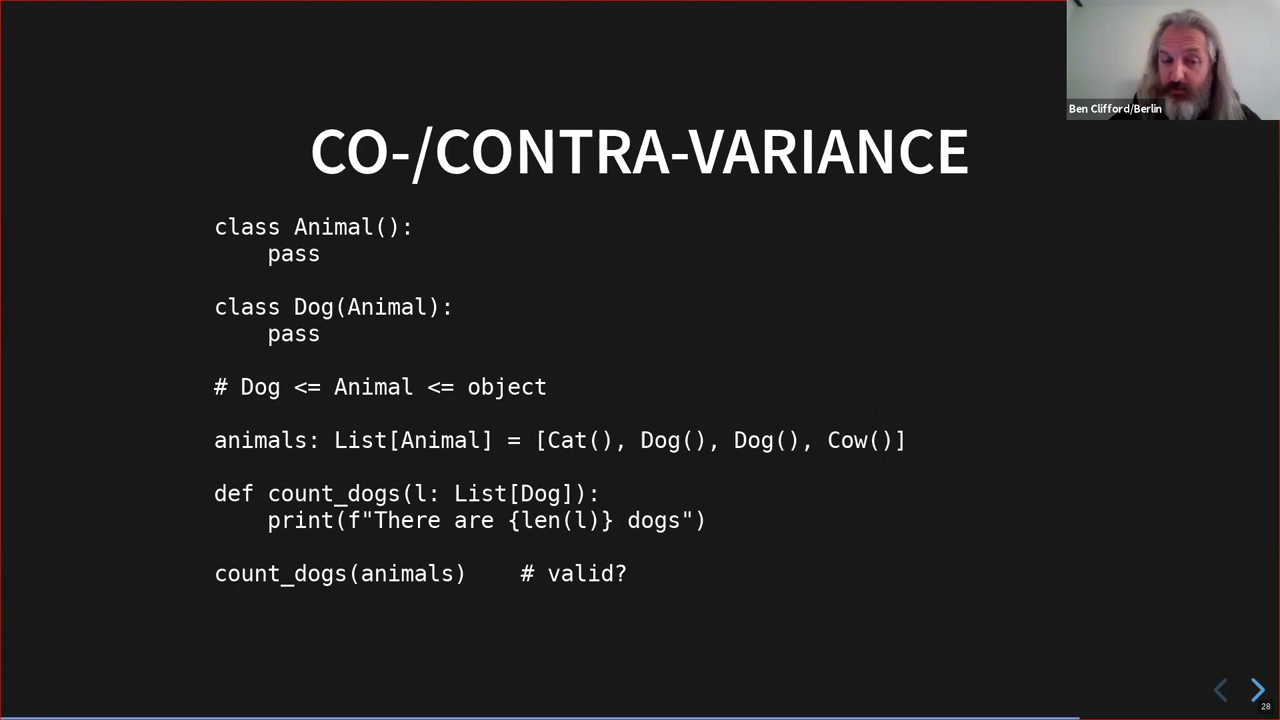 Ben Clifford/Berlin
CO-/CONTRA-VARIANCE
class Animal():
    pass
class Dog(Animal):
    pass
# Dog <= Animal <= object
animals: List[Animal] = [Cat(), Dog(), Dog(), Cow()]
def count_dogs(l: List[Dog]):
    print(f"There are {len(l)} dogs")
count_dogs(animals)    # valid?
28